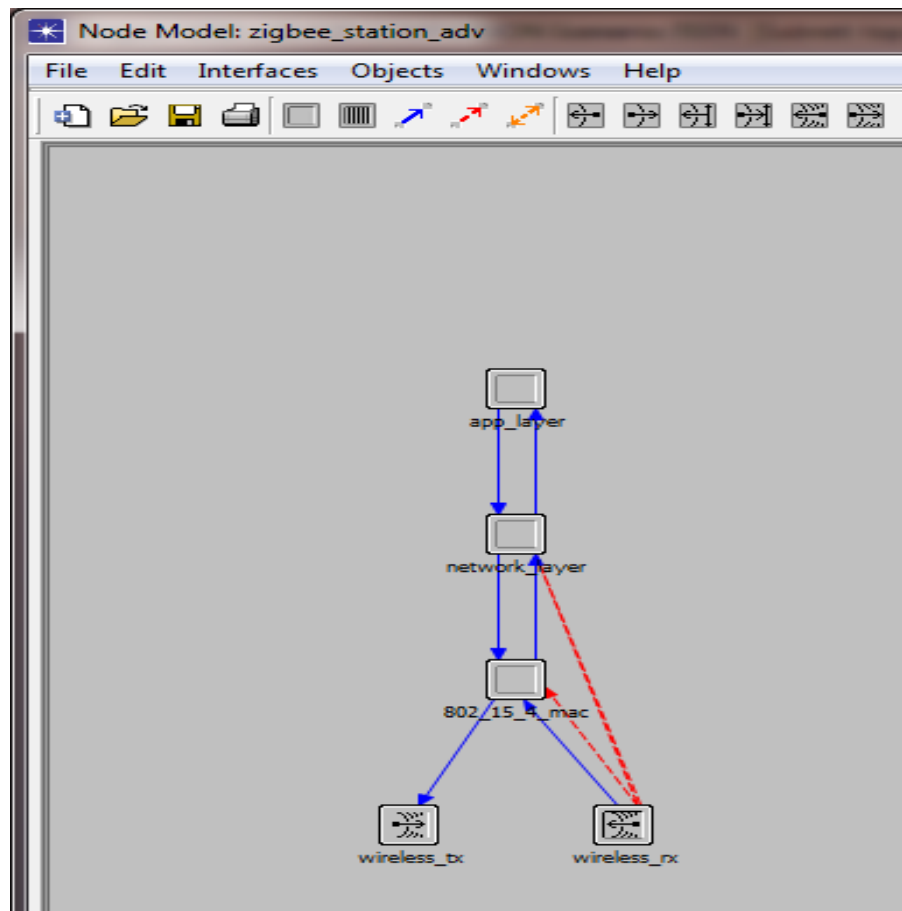 Node Model: zigbee_station_adv
File Edit Interfaces Objects Windows Help
app_layer
network_layer
802_15_4_mac
wireless_tx wireless_rx